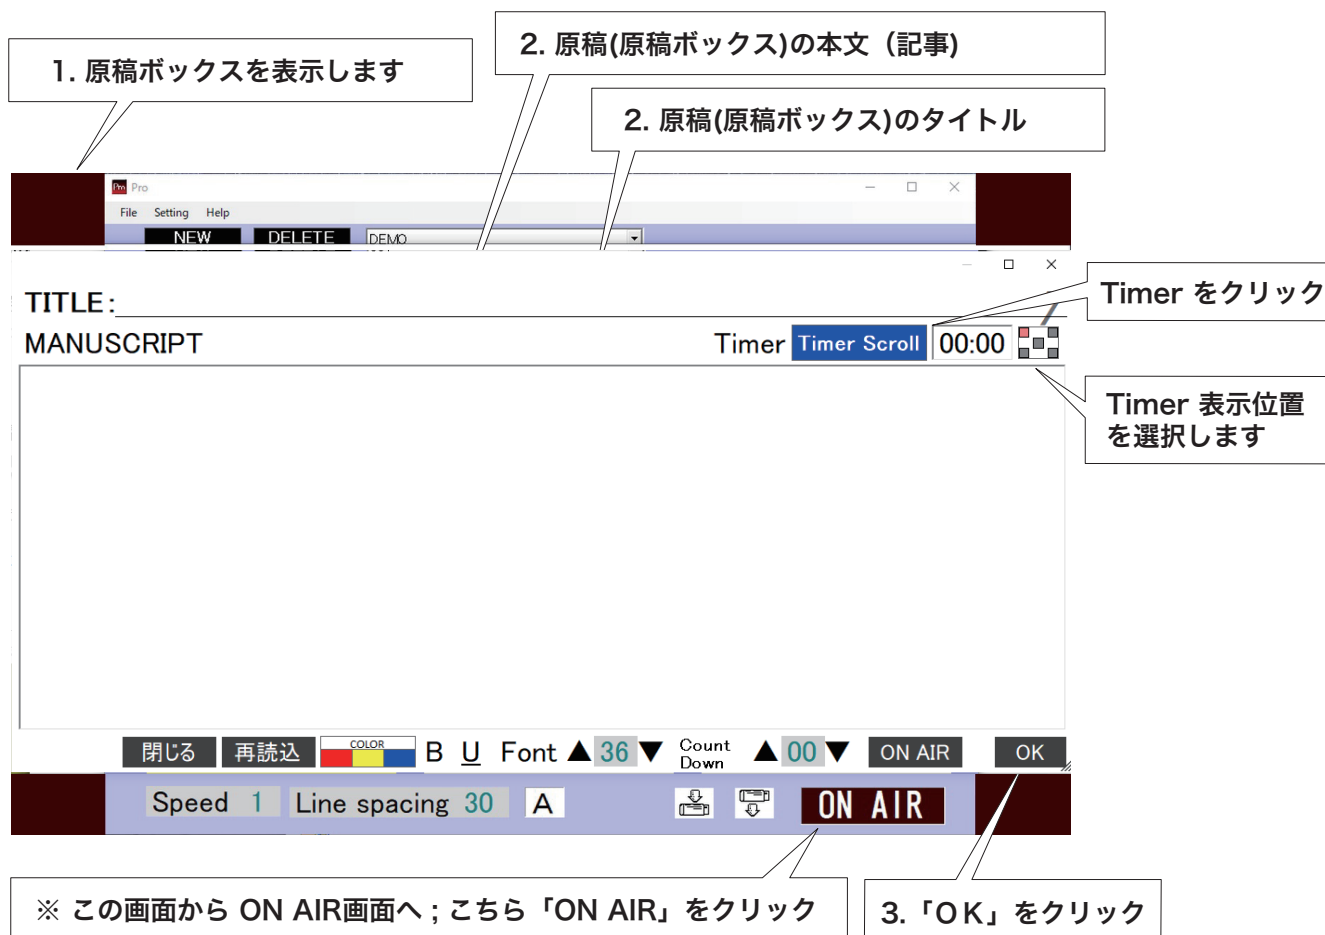 2. 原稿(原稿ボックス)の本文（記事)
1. 原稿ボックスを表示します
2. 原稿(原稿ボックス)のタイトル
Pm Pro
File Setting Help
NEW DELETE DEMO
TITLE:
Timer をクリック
MANUSCRIPT Timer Timer Scroll 00:00
Timer 表示位置
を選択します
閉じる 再読込 COLOR B U Font ▲ 36 ▼ Count Down ▲ 00 ▼ ON AIR OK
Speed 1 Line spacing 30 A ON AIR
※ この画面から ON AIR画面へ ; こちら「ON AIR」をクリック
3.「ＯＫ」をクリック